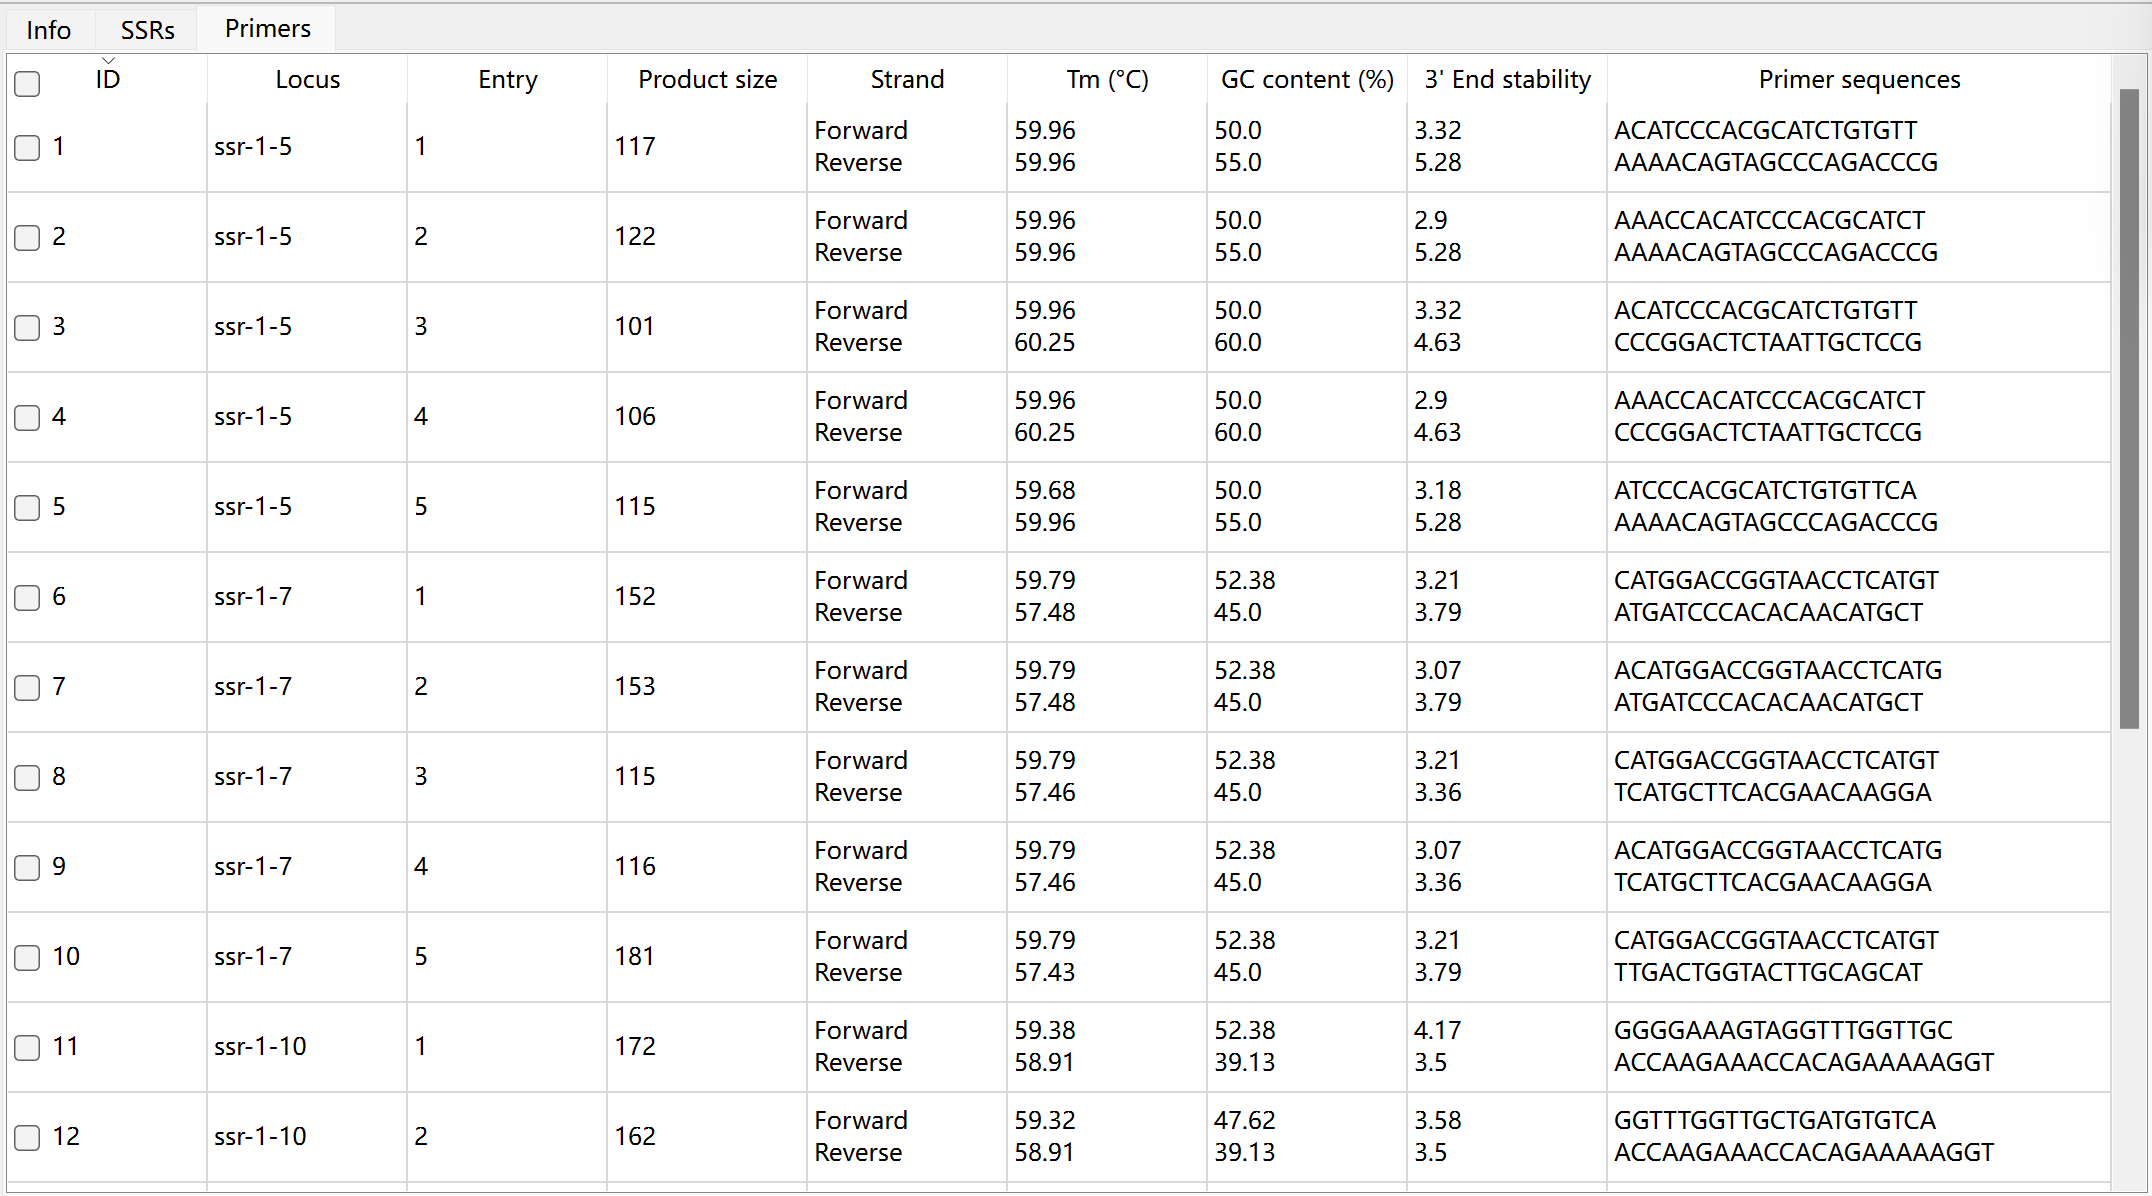 Info SSRs Primers
ID Locus Entry Product size Strand Tm (°C) GC content (%) 3' End stability Primer sequences
1 ssr-1-5 1 117 Forward 59.96 50.0 3.32 ACATCCCACGCATCTGTGTT
Reverse 59.96 55.0 5.28 AAAACAGTAGCCCAGACCCG
2 ssr-1-5 2 122 Forward 59.96 50.0 2.9 AAACCACATCCCACGCATCT
Reverse 59.96 55.0 5.28 AAAACAGTAGCCCAGACCCG
3 ssr-1-5 3 101 Forward 59.96 50.0 3.32 ACATCCCACGCATCTGTGTT
Reverse 60.25 60.0 4.63 CCCGGACTCTAATTGCTCCG
4 ssr-1-5 4 106 Forward 59.96 50.0 2.9 AAACCACATCCCACGCATCT
Reverse 60.25 60.0 4.63 CCCGGACTCTAATTGCTCCG
5 ssr-1-5 5 115 Forward 59.68 50.0 3.18 ATCCCACGCATCTGTGTTCA
Reverse 59.96 55.0 5.28 AAAACAGTAGCCCAGACCCG
6 ssr-1-7 1 152 Forward 59.79 52.38 3.21 CATGGACCGGTAACCTCATGT
Reverse 57.48 45.0 3.79 ATGATCCCACACAACATGCT
7 ssr-1-7 2 153 Forward 59.79 52.38 3.07 ACATGGACCGGTAACCTCATG
Reverse 57.48 45.0 3.79 ATGATCCCACACAACATGCT
8 ssr-1-7 3 115 Forward 59.79 52.38 3.21 CATGGACCGGTAACCTCATGT
Reverse 57.46 45.0 3.36 TCATGCTTCACGAACAAGGA
9 ssr-1-7 4 116 Forward 59.79 52.38 3.07 ACATGGACCGGTAACCTCATG
Reverse 57.46 45.0 3.36 TCATGCTTCACGAACAAGGA
10 ssr-1-7 5 181 Forward 59.79 52.38 3.21 CATGGACCGGTAACCTCATGT
Reverse 57.43 45.0 3.79 TTGACTGGTACTTGCAGCAT
11 ssr-1-10 1 172 Forward 59.38 52.38 4.17 GGGGAAAGTAGGTTTGGTTGC
Reverse 58.91 39.13 3.5 ACCAAGAAACCACAGAAAAAGGT
12 ssr-1-10 2 162 Forward 59.32 47.62 3.58 GGTTTGGTTGCTGATGTGTCA
Reverse 58.91 39.13 3.5 ACCAAGAAACCACAGAAAAAGGT